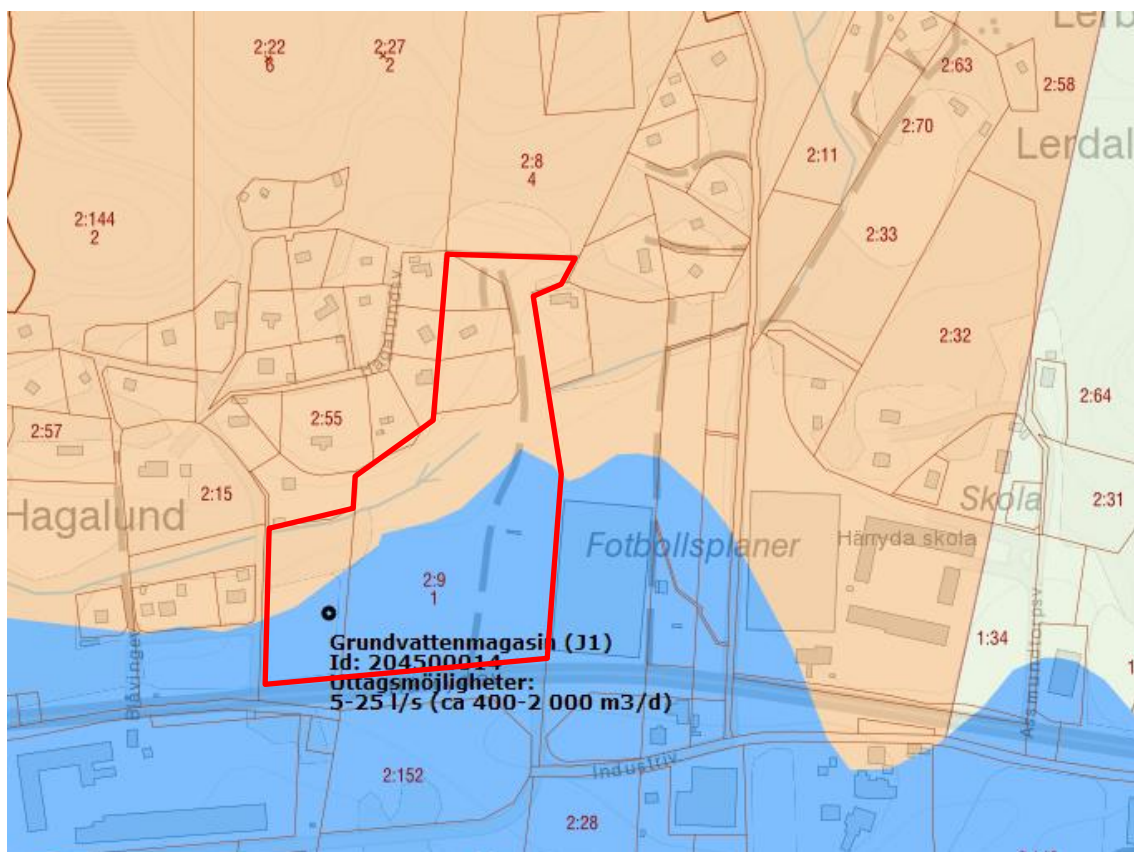 Lerb
2:22
6
2:27
2
2:63
2:58
2:70
2:11
Lerdal
2:8
4
2:144
2
2:33
Hagalundsv
2:32
2:64
2:55
2:57
2:15
Hagalund
Skola
2:31
Fotbollsplaner
Härryda skola
2:9
1
1:34
Grundvattenmagasin (J1)
Id: 204500014
Uttagsmöjligheter:
5-25 l/s (ca 400-2 000 m3/d)
Assmundtorpsv
Industriv.
2:152
2:28